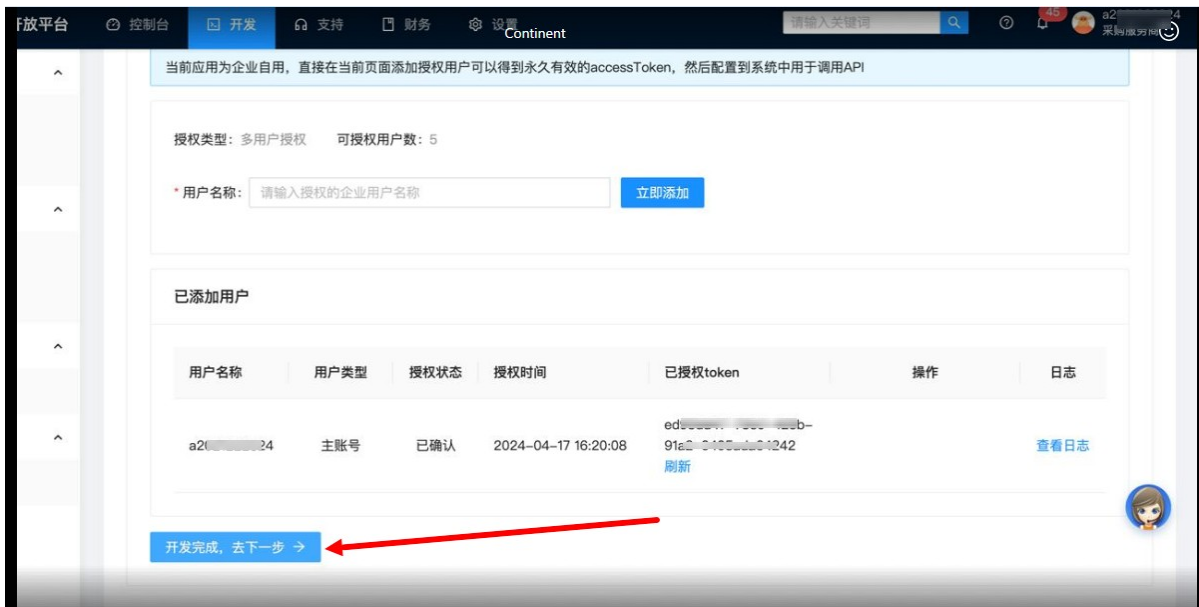 开放平台 控制台 开发 支持 财务 设置 请输入关键词 45
Continent
采购服务商
当前应用为企业自用，直接在当前页面添加授权用户可以得到永久有效的accessToken，然后配置到系统中用于调用API
授权类型：多用户授权 可授权用户数：5
* 用户名称： 请输入授权的企业用户名称 立即添加
已添加用户
用户名称 用户类型 授权状态 授权时间 已授权token 操作 日志
主账号 已确认 2024-04-17 16:20:08 查看日志
刷新
开发完成，去下一步 →